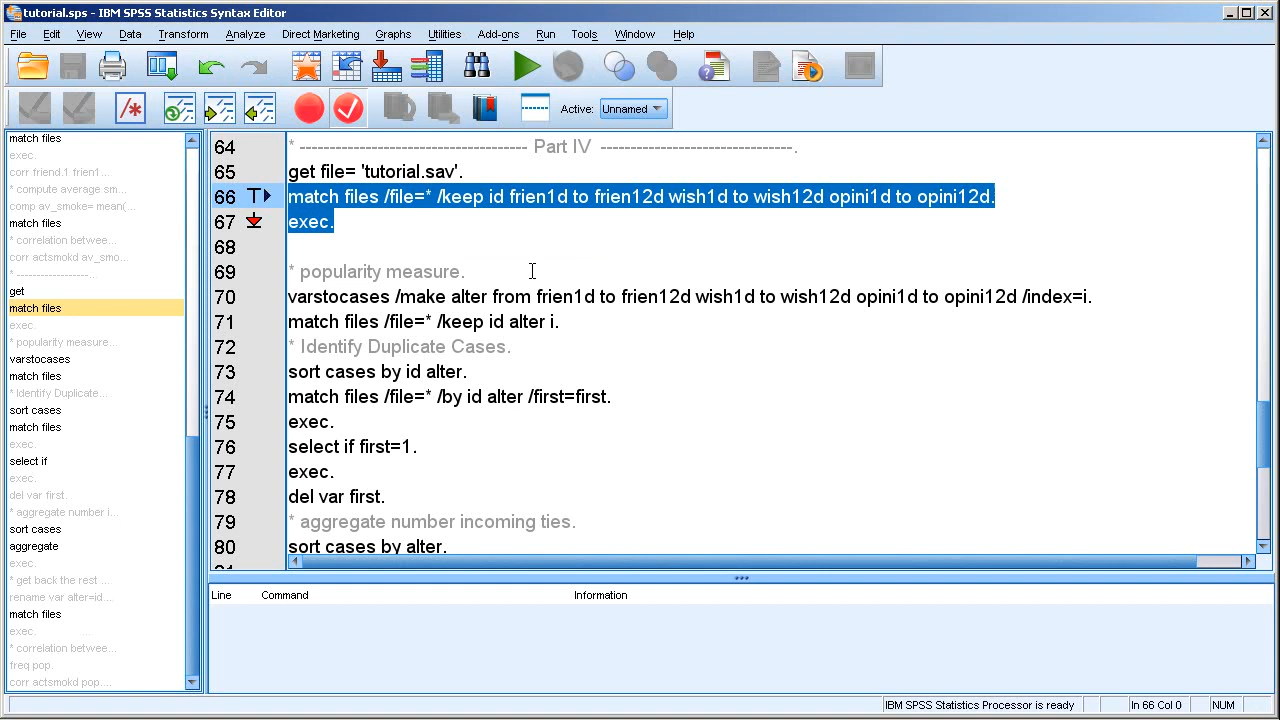 tutorial.sps - IBM SPSS Statistics Syntax Editor
File Edit View Data Transform Analyze Direct Marketing Graphs Utilities Add-ons Run Tools Window Help
Active: Unnamed
match files
exec.
corr friend.1 frien1...
* compute average sm...
comp av_smoke= mean(...
match files
* correlation betwee...
corr actsmokd av_smo...
* ------------------...
get
match files
exec.
* popularity measure...
varstocases
match files
* Identify Duplicate...
sort cases
match files
exec.
select if
exec.
del var first.
* aggregate number i...
sort cases
aggregate
exec.
* get back the rest ...
rename var alter=id....
match files
exec.
* correlation betwee...
freq pop.
corr actsmokd pop....
64 * -------------------------------------- Part IV --------------------------------.
65 get file= 'tutorial.sav'.
66 match files /file=* /keep id frien1d to frien12d wish1d to wish12d opini1d to opini12d.
67 exec.
68
69 * popularity measure.
70 varstocases /make alter from frien1d to frien12d wish1d to wish12d opini1d to opini12d /index=i.
71 match files /file=* /keep id alter i.
72 * Identify Duplicate Cases.
73 sort cases by id alter.
74 match files /file=* /by id alter /first=first.
75 exec.
76 select if first=1.
77 exec.
78 del var first.
79 * aggregate number incoming ties.
80 sort cases by alter.
Line Command Information
IBM SPSS Statistics Processor is ready In 66 Col 0 NUM